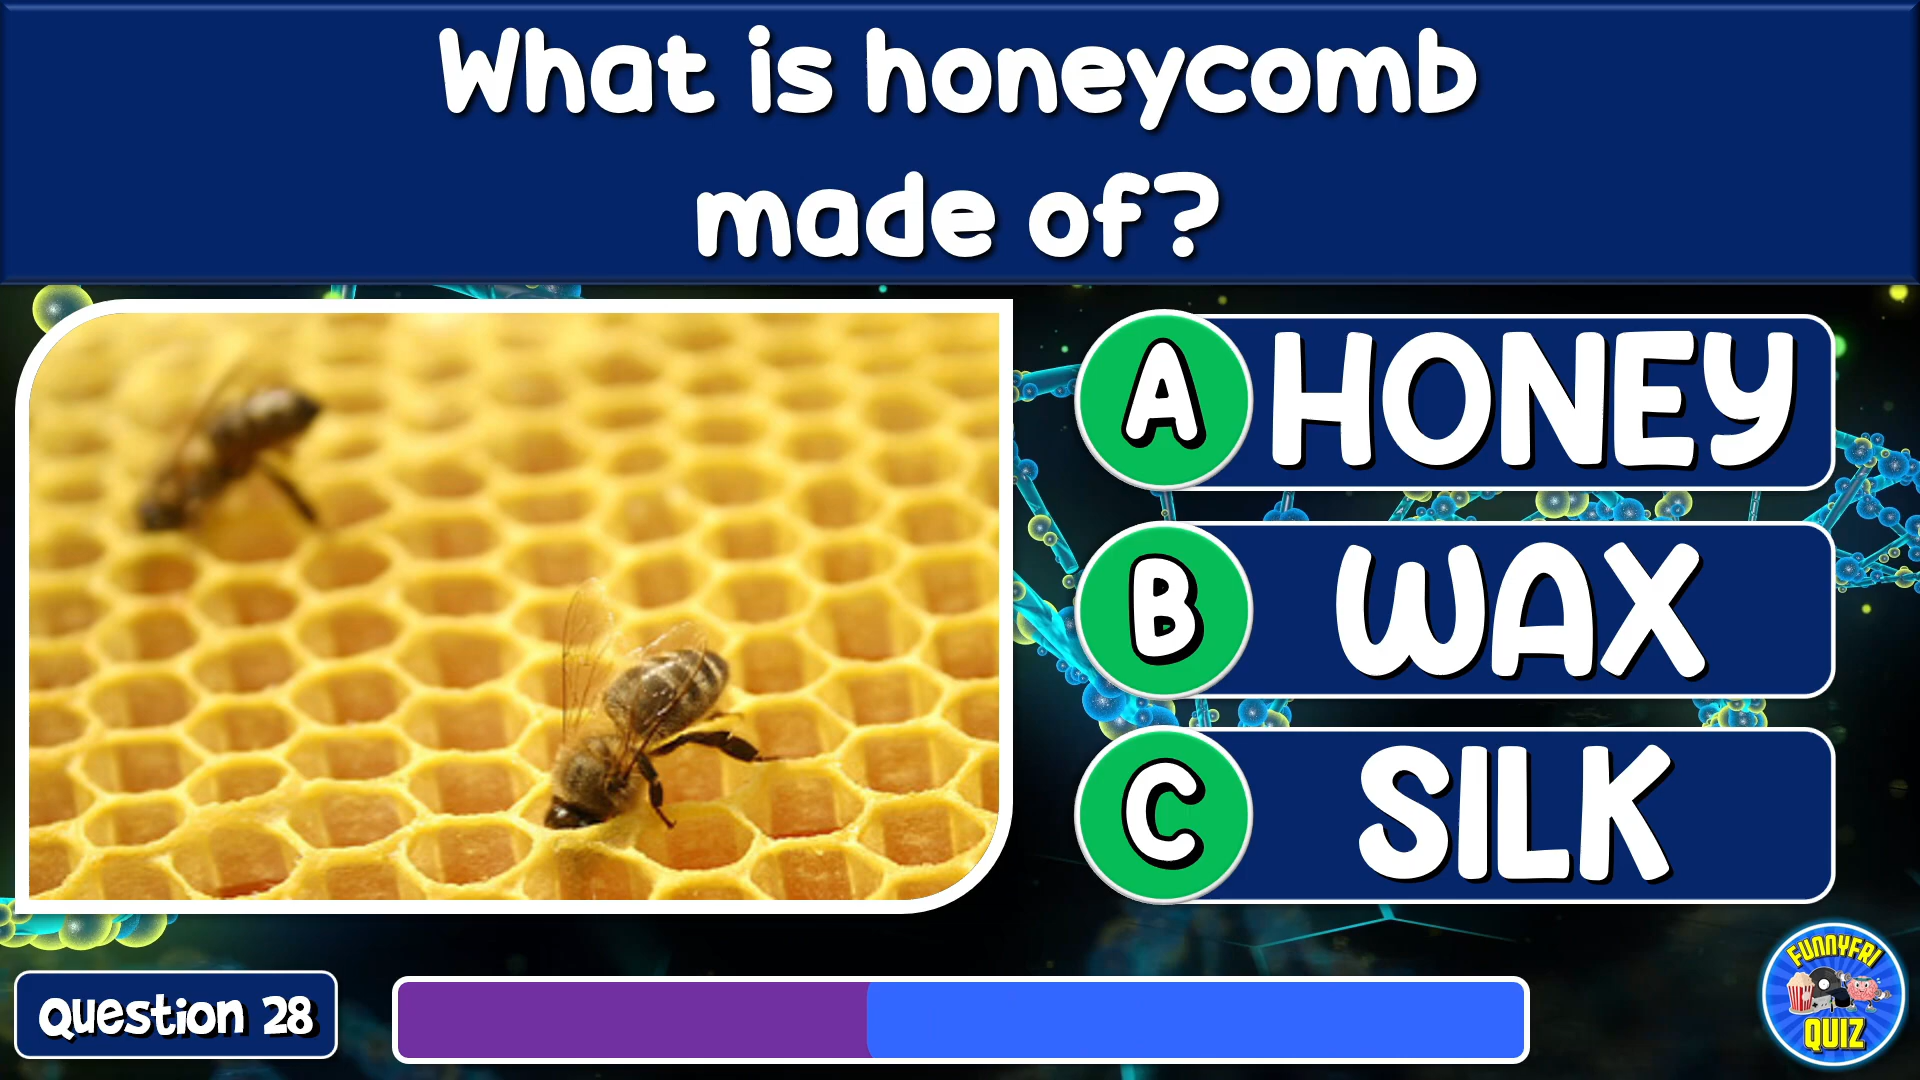 What is honeycomb
made of?
A HONEY
B WAX
C SILK
Question 28
FUNNYFRI
QUIZ